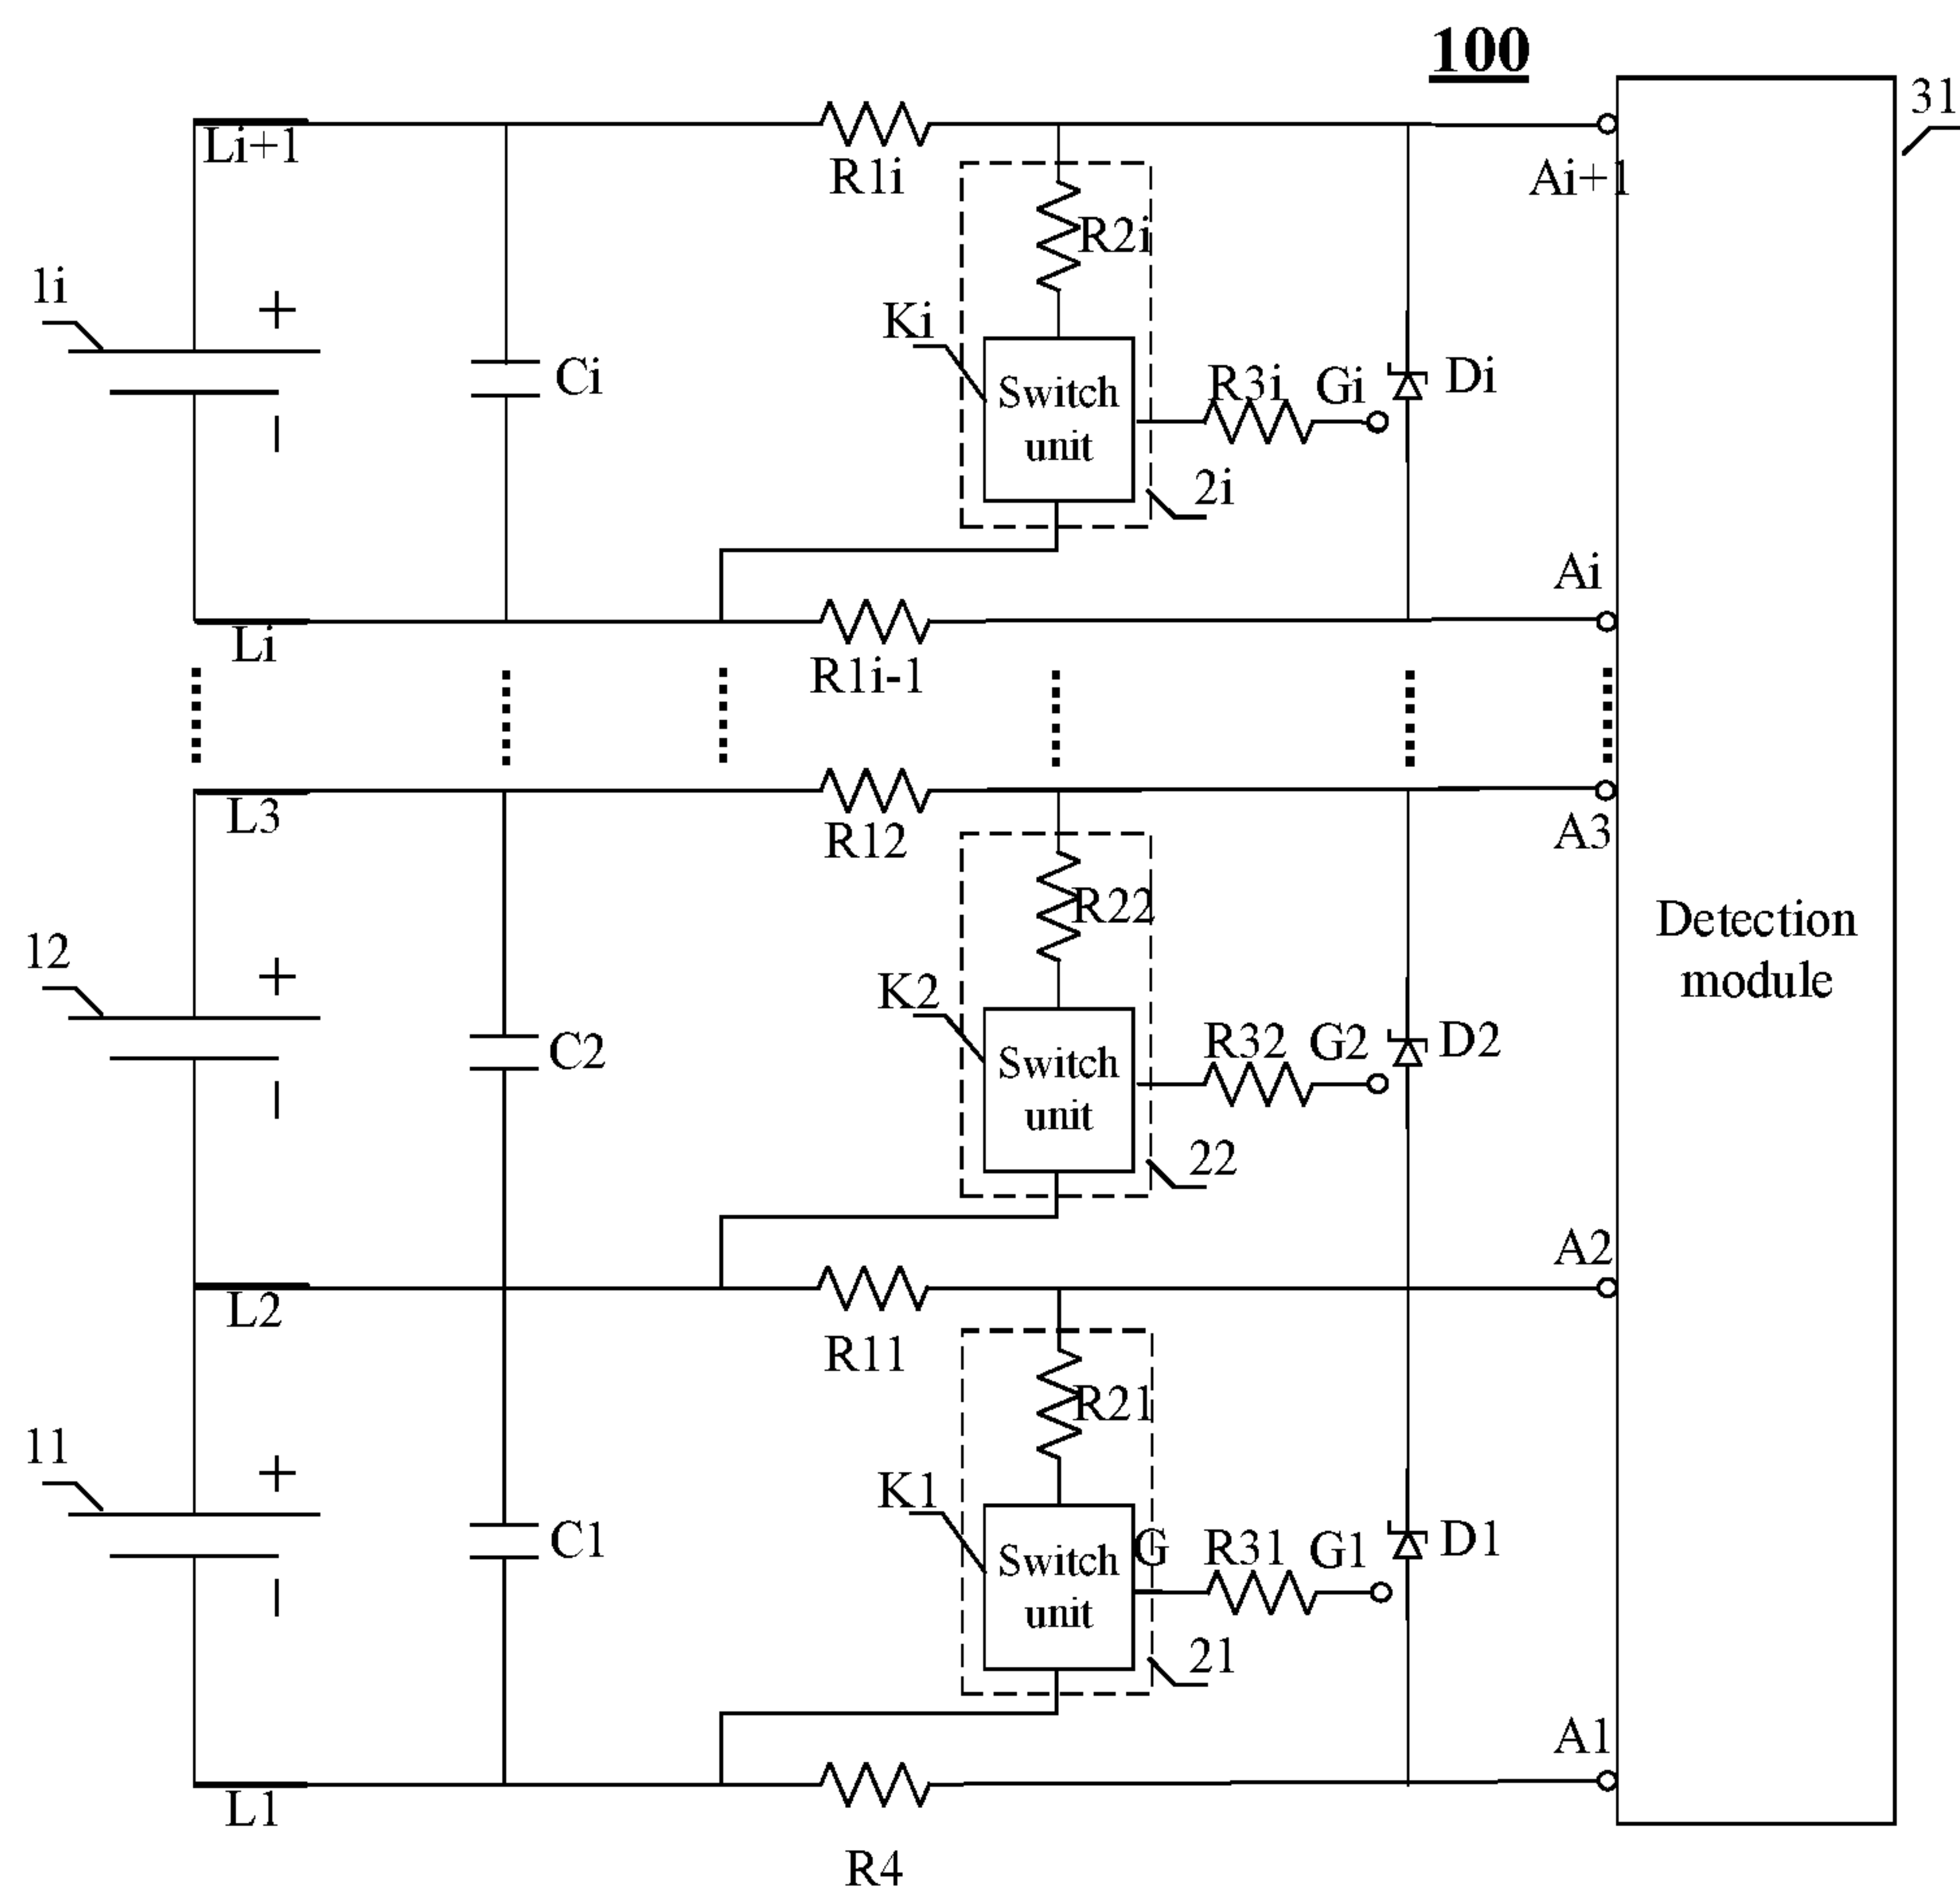 100
31
Li+1
R1i
Ai+1
R2i
1i
+
Ki
Ci
Switch
unit
R3i
Gi
Di
−
2i
Ai
Li
R1i-1
L3
R12
A3
R22
Detection
module
12
+
K2
C2
Switch
unit
R32
G2
D2
−
22
A2
L2
R11
R21
11
+
K1
C1
Switch
unit
G
R31
G1
D1
−
21
A1
L1
R4